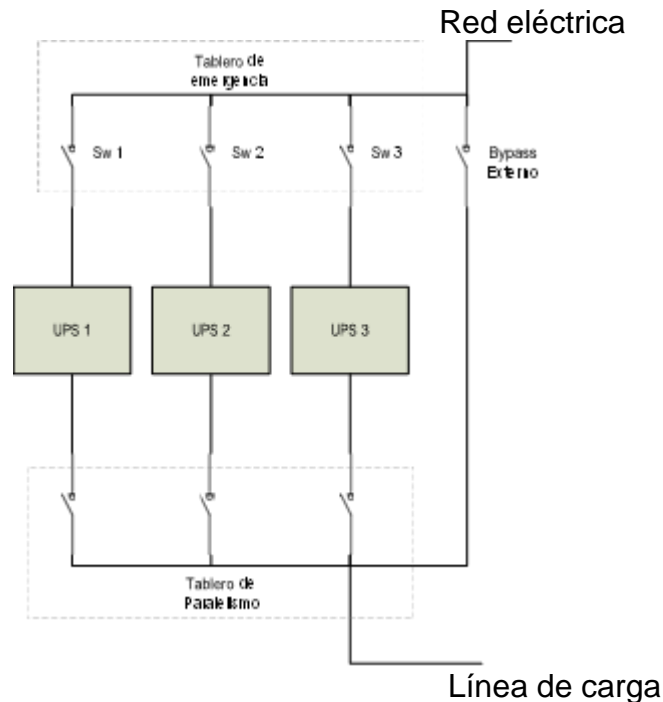 Red eléctrica
Tablero de
emergencia
Sw 1
Sw 2
Sw 3
Bypass
Externo
UPS 1
UPS 2
UPS 3
Tablero de
Paralelismo
Línea de carga